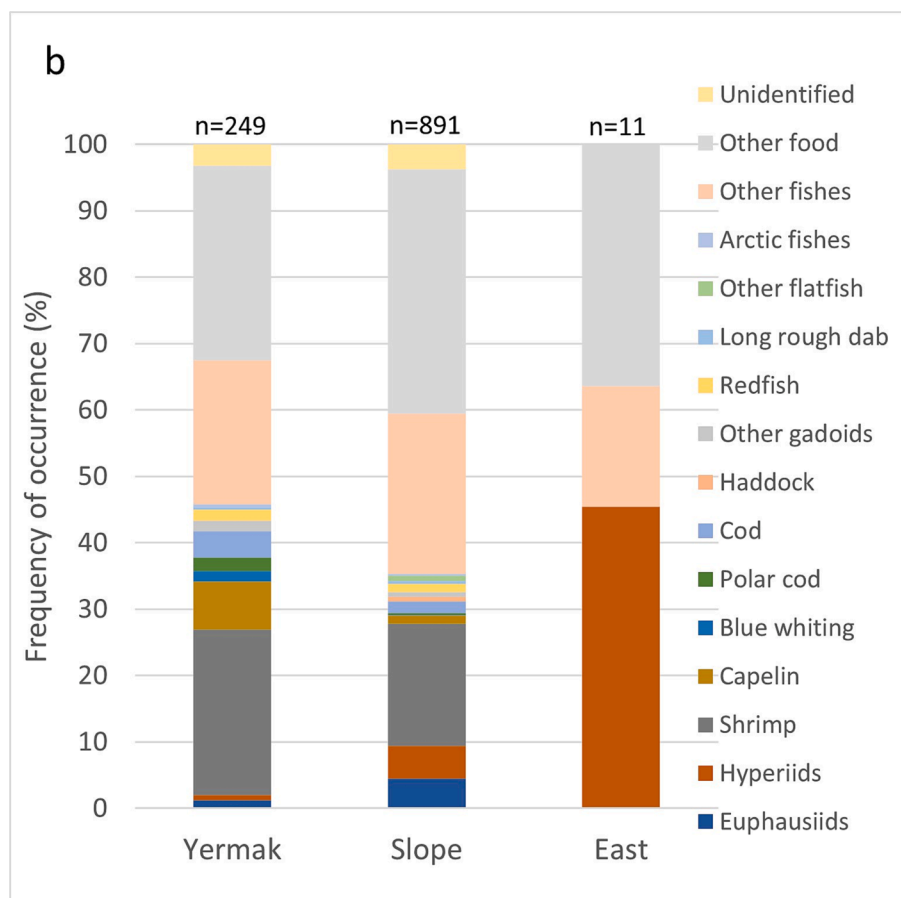 b
n=249
n=891
n=11
100
90
80
70
60
50
40
30
20
10
0
Frequency of occurrence (%)
Yermak
Slope
East
Unidentified
Other food
Other fishes
Arctic fishes
Other flatfish
Long rough dab
Redfish
Other gadoids
Haddock
Cod
Polar cod
Blue whiting
Capelin
Shrimp
Hyperiids
Euphausiids